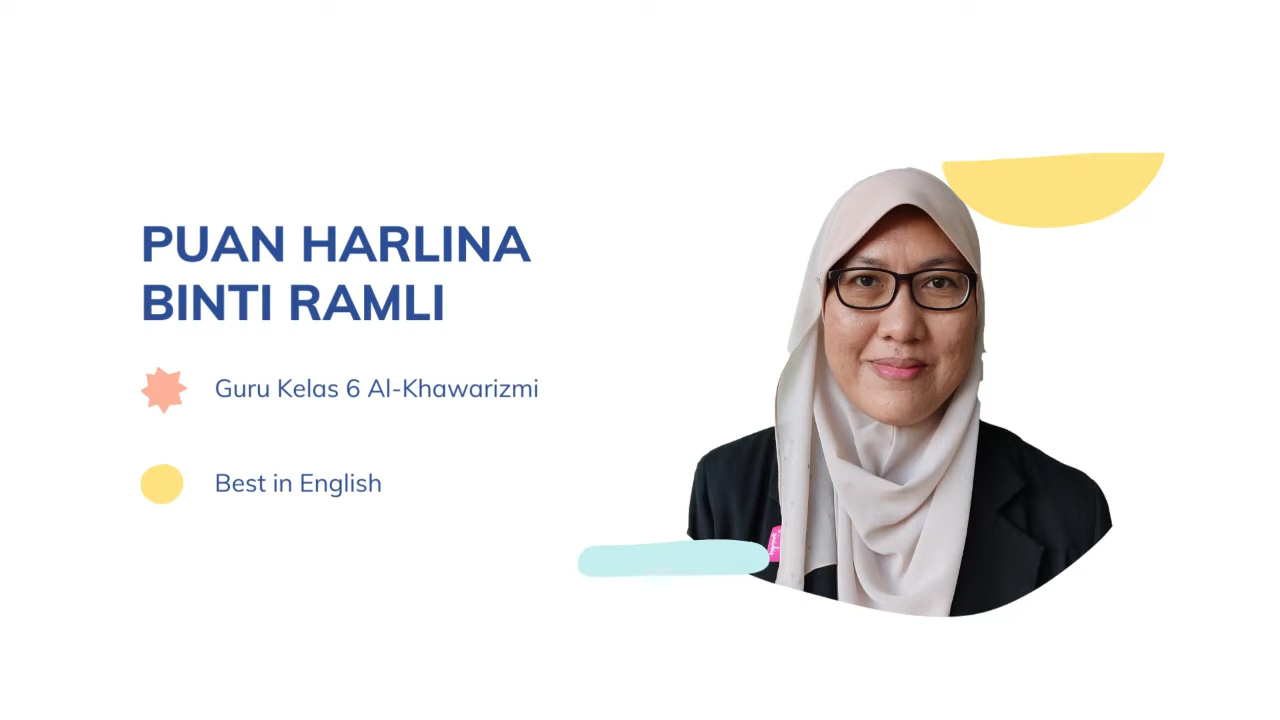 PUAN HARLINA
BINTI RAMLI
Guru Kelas 6 Al-Khawarizmi
Best in English